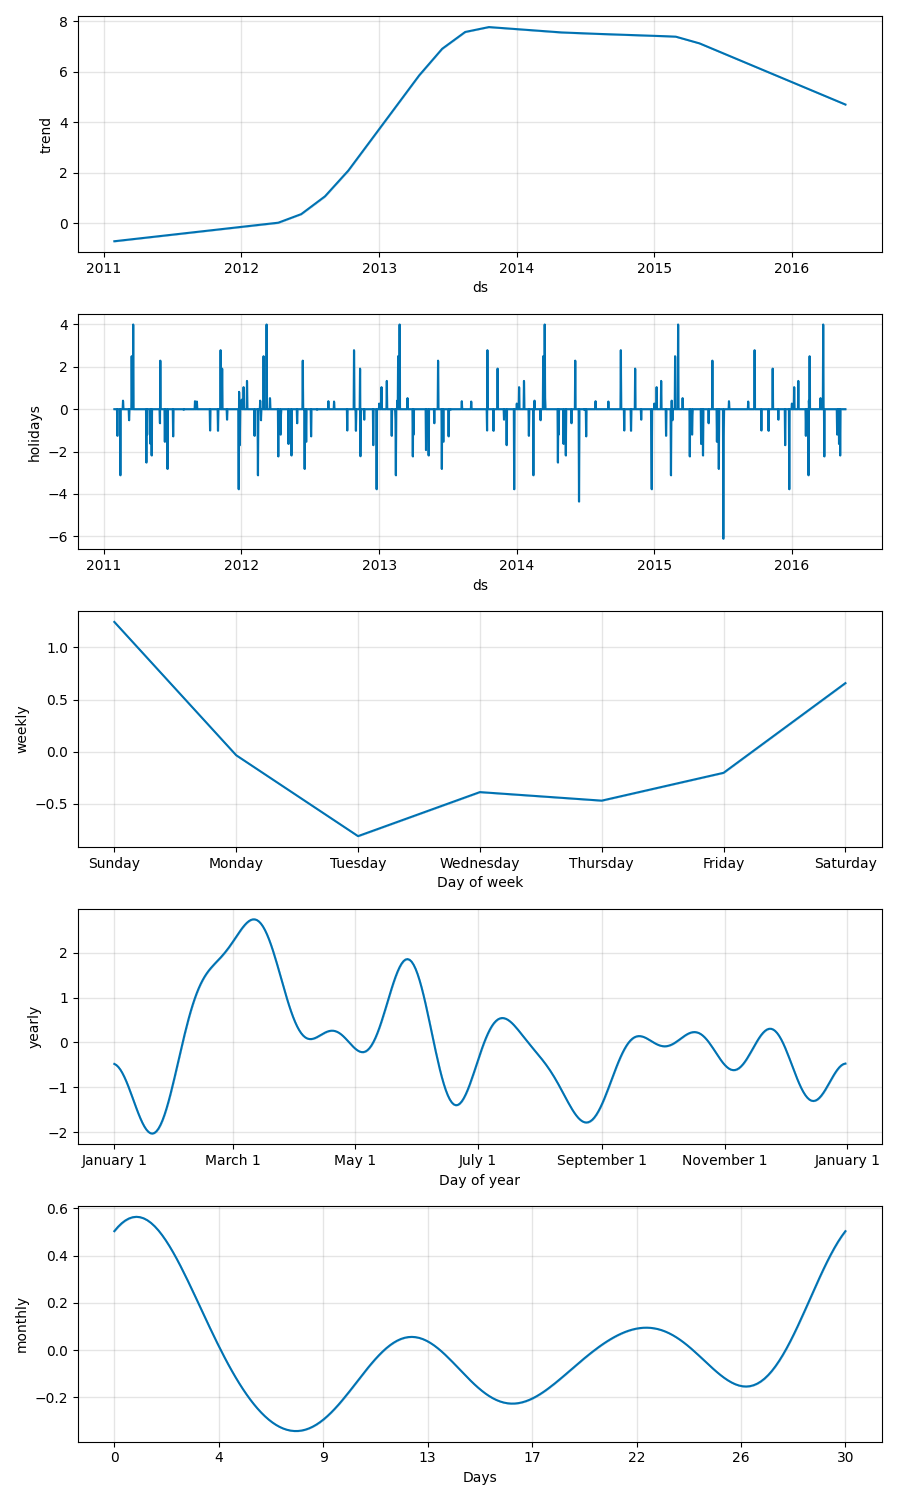 8
6
4
2
0
trend
2011 2012 2013 2014 2015 2016
ds
4
2
0
−2
−4
−6
holidays
2011 2012 2013 2014 2015 2016
ds
1.0
0.5
0.0
−0.5
weekly
Sunday Monday Tuesday Wednesday Thursday Friday Saturday
Day of week
2
1
0
−1
−2
yearly
January 1 March 1 May 1 July 1 September 1 November 1 January 1
Day of year
0.6
0.4
0.2
0.0
−0.2
monthly
0 4 9 13 17 22 26 30
Days